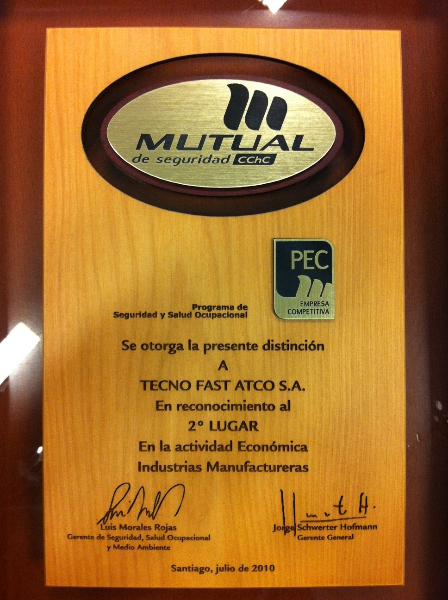 MUTUAL
de seguridad CChC
PEC
EMPRESA
COMPETITIVA
Programa de
Seguridad y Salud Ocupacional
Se otorga la presente distinción
A
TECNO FAST ATCO S.A.
En reconocimiento al
2º LUGAR
En la actividad Económica
Industrias Manufactureras
Luis Morales Rojas
Gerente de Seguridad, Salud Ocupacional
y Medio Ambiente
Jorge Schwerter Hofmann
Gerente General
Santiago, julio de 2010